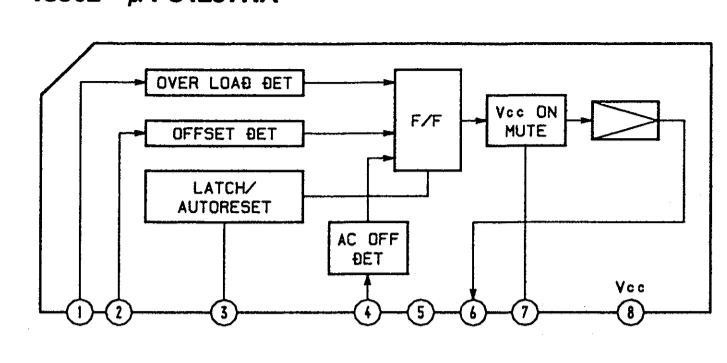 OVER LOAD DET
OFFSET DET
LATCH/
AUTORESET
F/F
Vcc ON
MUTE
AC OFF
DET
Vcc
1 2 3 4 5 6 7 8